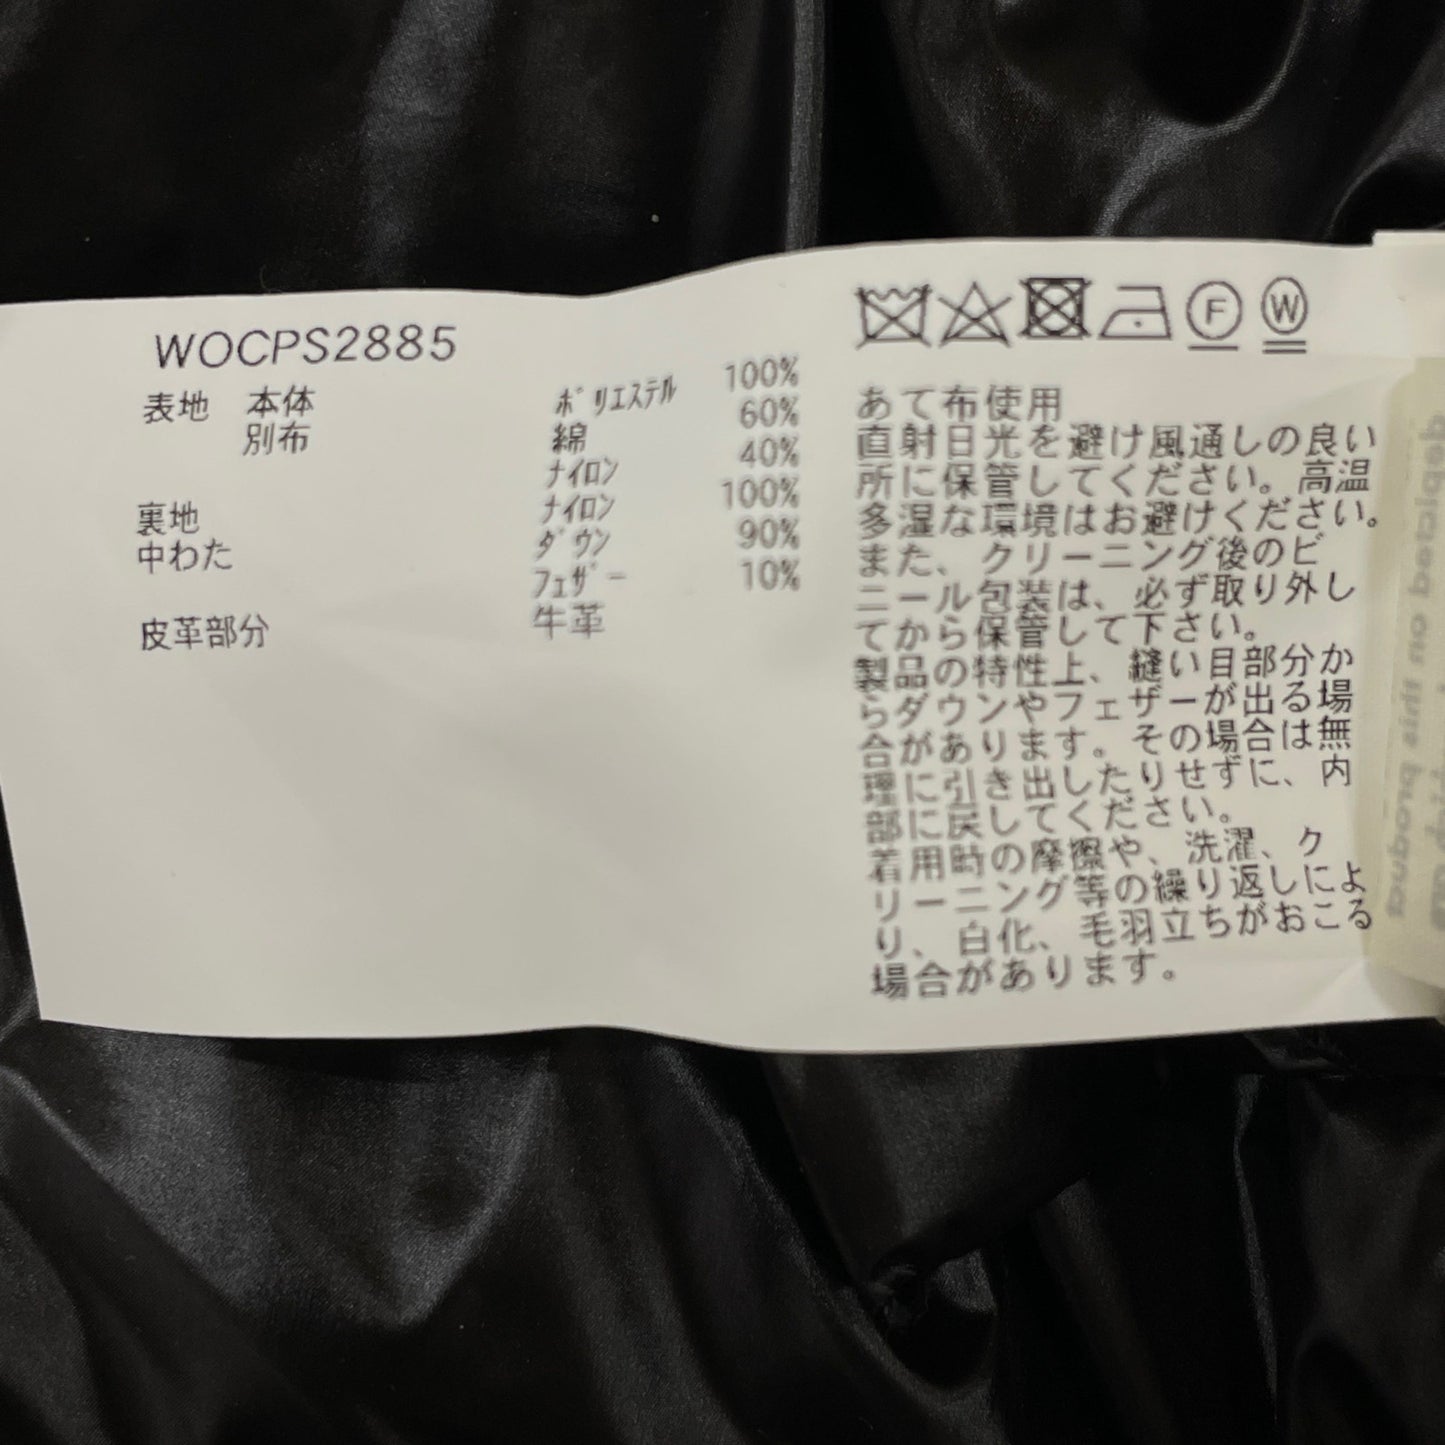 WOCPS2885
表地 本体 ポリエステル 100%
別布 綿 60%
ナイロン 40%
裏地 ナイロン 100%
中わた ダウン 90%
フェザー 10%
皮革部分 牛革
F W
あて布使用
直射日光を避け風通しの良い
所に保管してください。高温
多湿な環境はお避けください。
また、クリーニング後のビ
ニール包装は、必ず取り外し
てから保管して下さい。
製品の特性上、縫い目部分か
らダウンやフェザーが出る場
合があります。その場合は無
理に引き出したりせずに、内
部に戻してください。
着用時の摩擦や、洗濯、ク
リーニング等の繰り返しによ
り、白化、毛羽立ちがおこる
場合があります。
depicted on this product